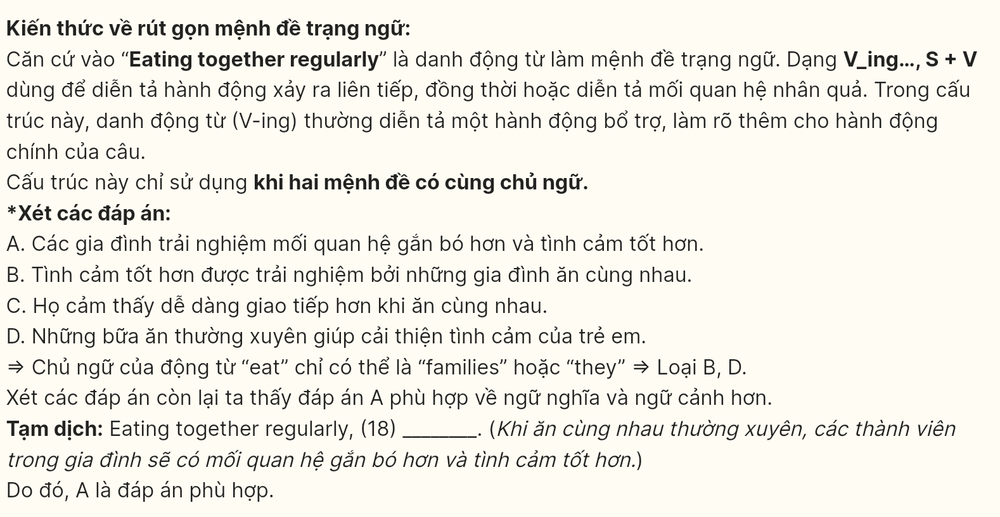 Kiến thức về rút gọn mệnh đề trạng ngữ:
Căn cứ vào “Eating together regularly” là danh động từ làm mệnh đề trạng ngữ. Dạng V_ing…, S + V
dùng để diễn tả hành động xảy ra liên tiếp, đồng thời hoặc diễn tả mối quan hệ nhân quả. Trong cấu
trúc này, danh động từ (V-ing) thường diễn tả một hành động bổ trợ, làm rõ thêm cho hành động
chính của câu.
Cấu trúc này chỉ sử dụng khi hai mệnh đề có cùng chủ ngữ.
*Xét các đáp án:
A. Các gia đình trải nghiệm mối quan hệ gắn bó hơn và tình cảm tốt hơn.
B. Tình cảm tốt hơn được trải nghiệm bởi những gia đình ăn cùng nhau.
C. Họ cảm thấy dễ dàng giao tiếp hơn khi ăn cùng nhau.
D. Những bữa ăn thường xuyên giúp cải thiện tình cảm của trẻ em.
⇒ Chủ ngữ của động từ “eat” chỉ có thể là “families” hoặc “they” ⇒ Loại B, D.
Xét các đáp án còn lại ta thấy đáp án A phù hợp về ngữ nghĩa và ngữ cảnh hơn.
Tạm dịch: Eating together regularly, (18) ________. (Khi ăn cùng nhau thường xuyên, các thành viên
trong gia đình sẽ có mối quan hệ gắn bó hơn và tình cảm tốt hơn.)
Do đó, A là đáp án phù hợp.